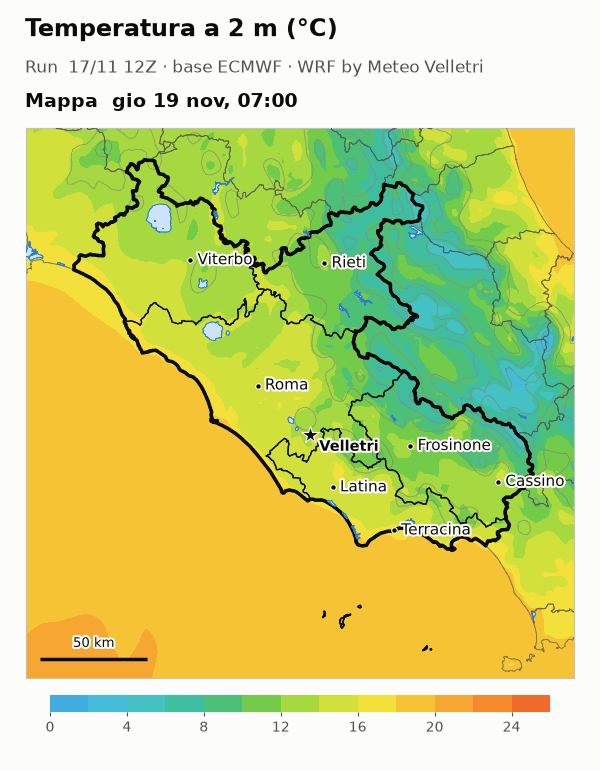 Temperatura a 2 m (°C)
Run  17/11 12Z · base ECMWF · WRF by Meteo Velletri
Mappa  gio 19 nov, 07:00
Viterbo
Rieti
Roma
Velletri
Frosinone
Cassino
Latina
Terracina
50 km
0 4 8 12 16 20 24